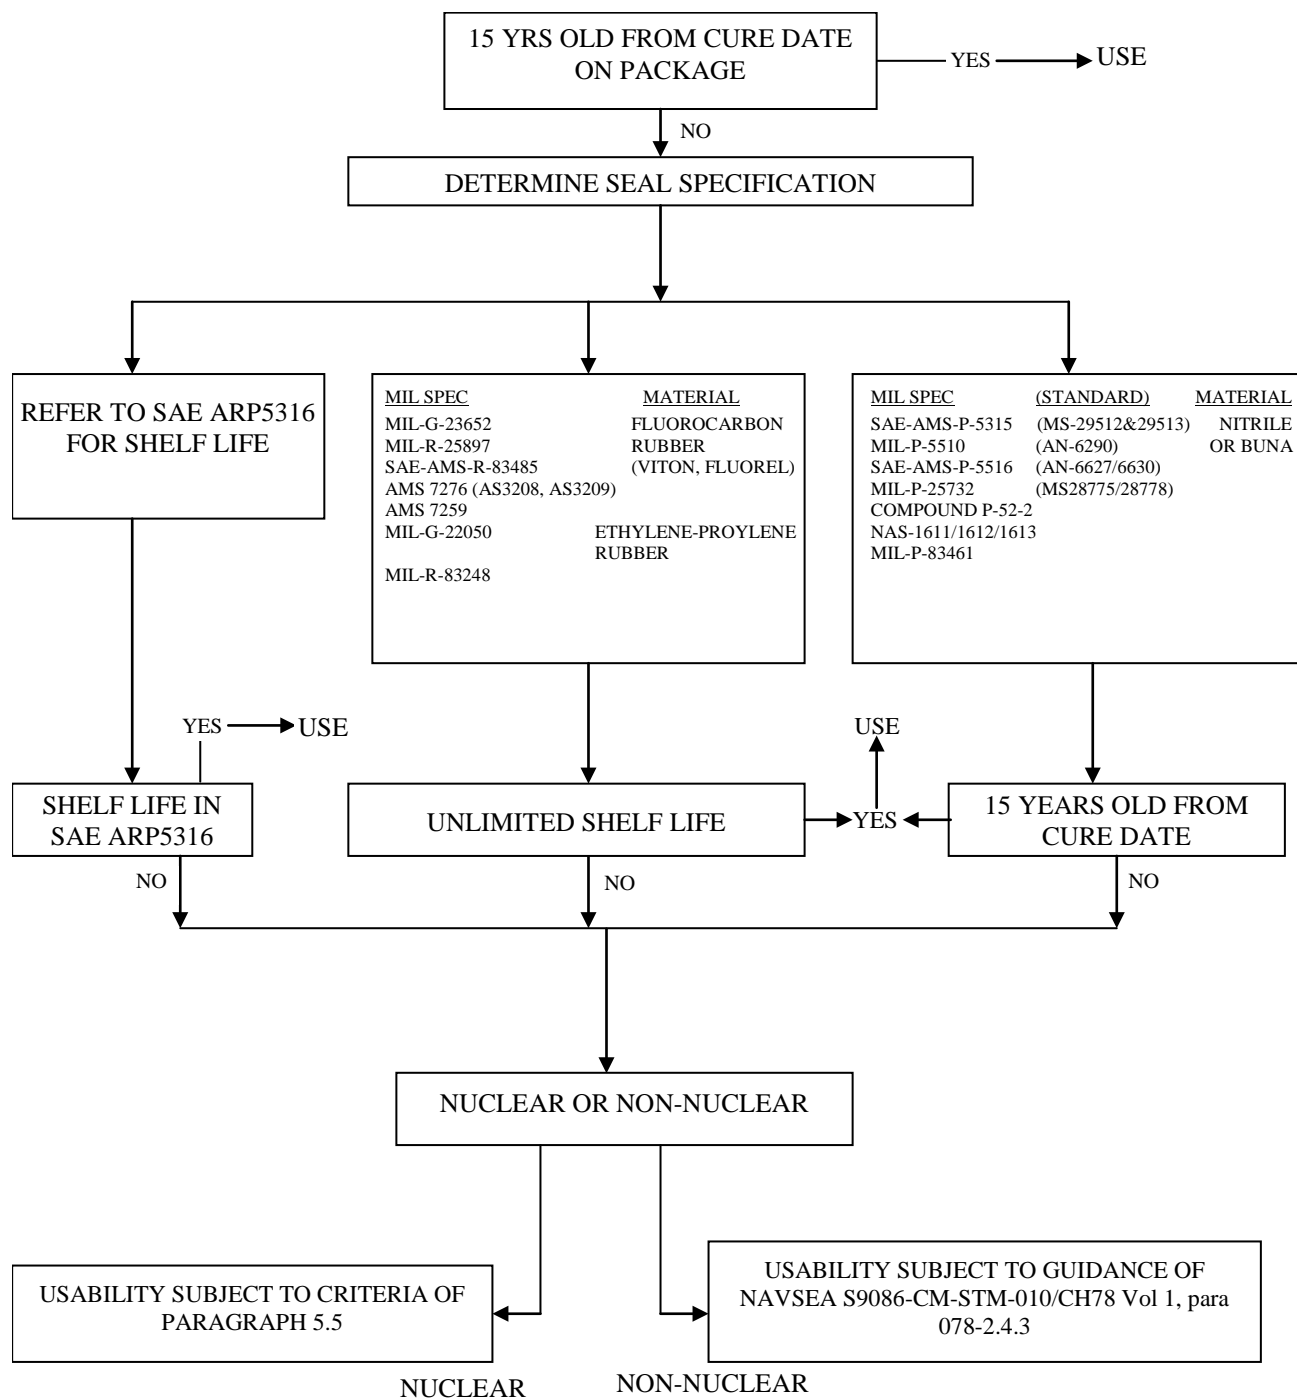 15 YRS OLD FROM CURE DATE
ON PACKAGE
YES
USE
NO
DETERMINE SEAL SPECIFICATION
REFER TO SAE ARP5316
FOR SHELF LIFE
MIL SPEC MATERIAL
MIL-G-23652 FLUOROCARBON
MIL-R-25897 RUBBER
SAE-AMS-R-83485 (VITON, FLUOREL)
AMS 7276 (AS3208, AS3209)
AMS 7259
MIL-G-22050 ETHYLENE-PROYLENE
RUBBER
MIL-R-83248
MIL SPEC (STANDARD) MATERIAL
SAE-AMS-P-5315 (MS-29512&29513) NITRILE
MIL-P-5510 (AN-6290) OR BUNA
SAE-AMS-P-5516 (AN-6627/6630)
MIL-P-25732 (MS28775/28778)
COMPOUND P-52-2
NAS-1611/1612/1613
MIL-P-83461
YES
USE
USE
SHELF LIFE IN
SAE ARP5316
UNLIMITED SHELF LIFE
YES
15 YEARS OLD FROM
CURE DATE
NO
NO
NO
NUCLEAR OR NON-NUCLEAR
USABILITY SUBJECT TO CRITERIA OF
PARAGRAPH 5.5
USABILITY SUBJECT TO GUIDANCE OF
NAVSEA S9086-CM-STM-010/CH78 Vol 1, para
078-2.4.3
NUCLEAR
NON-NUCLEAR